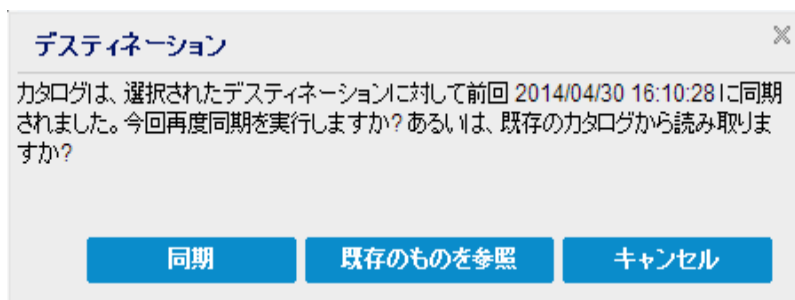 デスティネーション
カタログは、選択されたデスティネーションに対して前回 2014/04/30 16:10:28 に同期
されました。今回再度同期を実行しますか? あるいは、既存のカタログから読み取りま
すか?
同期 既存のものを参照 キャンセル